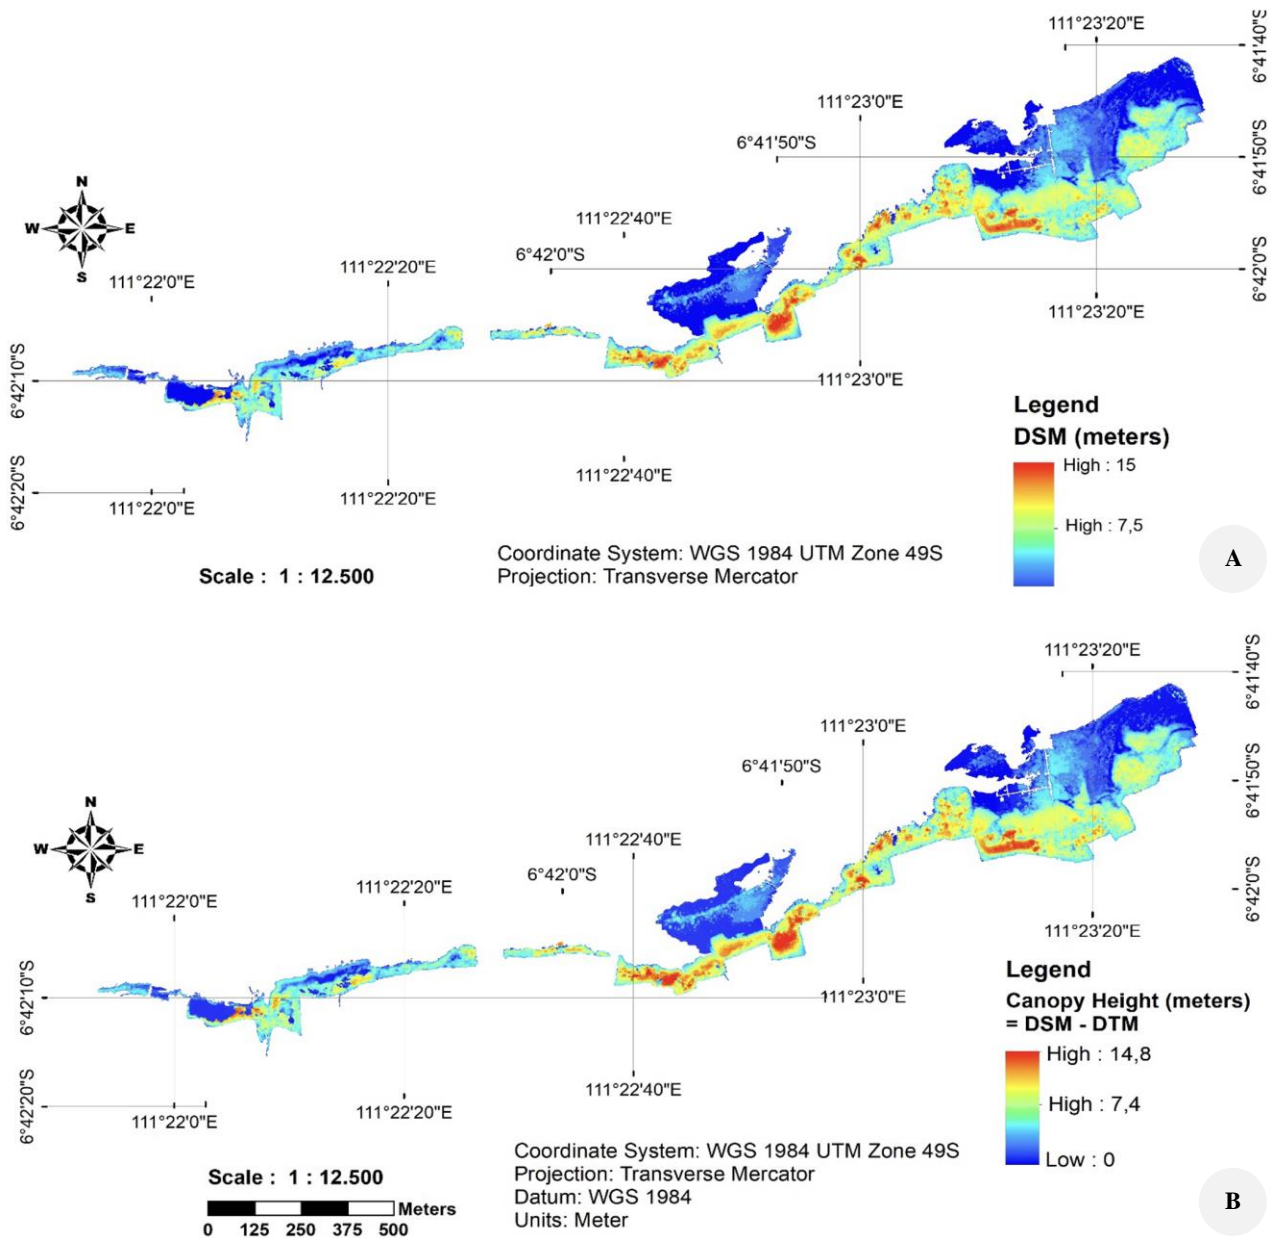 111°23'20"E
6°41'40"S
111°23'0"E
6°41'50"S
6°41'50"S
N
W E
S
111°22'40"E
6°42'0"S
111°22'20"E
6°42'0"S
111°22'0"E
111°23'20"E
6°42'10"S
111°23'0"E
Legend
DSM (meters)
High : 15
High : 7,5
111°22'40"E
6°42'20"S
111°22'0"E
111°22'20"E
Coordinate System: WGS 1984 UTM Zone 49S
Projection: Transverse Mercator
Scale : 1 : 12.500
A
111°23'20"E
6°41'40"S
111°23'0"E
6°41'50"S
6°41'50"S
N
W E
S
111°22'40"E
6°42'0"S
111°22'20"E
6°42'0"S
111°22'0"E
111°23'20"E
6°42'10"S
111°23'0"E
Legend
Canopy Height (meters)
= DSM - DTM
High : 14,8
High : 7,4
Low : 0
111°22'40"E
6°42'20"S
111°22'0"E
111°22'20"E
Coordinate System: WGS 1984 UTM Zone 49S
Projection: Transverse Mercator
Datum: WGS 1984
Units: Meter
Scale : 1 : 12.500
Meters
0 125 250 375 500
B